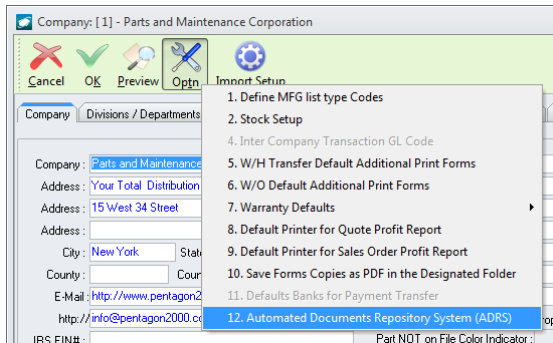 Company: [ 1] - Parts and Maintenance Corporation
Cancel OK Preview Optn Import Setup
Company Divisions / Departments
1. Define MFG list type Codes
2. Stock Setup
4. Inter Company Transaction GL Code
5. W/H Transfer Default Additional Print Forms
6. W/O Default Additional Print Forms
7. Warranty Defaults
8. Default Printer for Quote Profit Report
9. Default Printer for Sales Order Profit Report
10. Save Forms Copies as PDF in the Designated Folder
11. Defaults Banks for Payment Transfer
12. Automated Documents Repository System (ADRS)
Company : Parts and Maintenance
Address : Your Total Distribution
Address : 15 West 34 Street
Address :
City : New York State
County : Coun
E-Mail : http://www.pentagon2
http:// info@pentagon2000.co
IRS EIN# :
Part NOT on File Color Indicator :